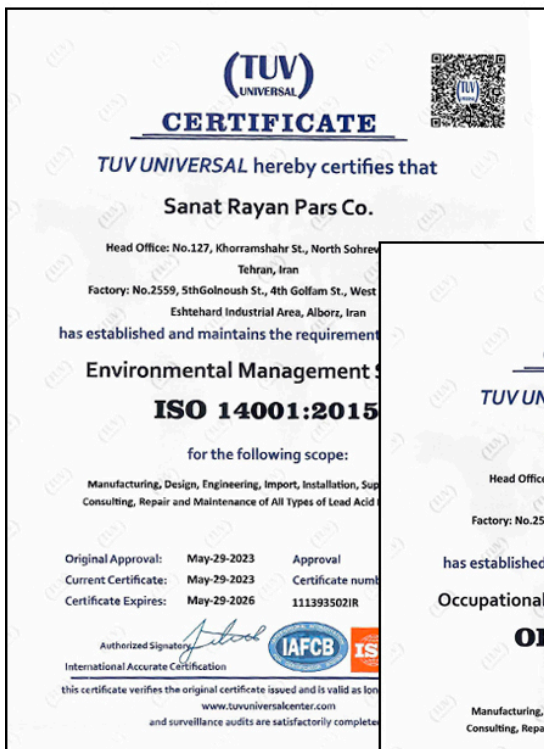 (TUV)
UNIVERSAL
CERTIFICATE
TUV UNIVERSAL hereby certifies that
Sanat Rayan Pars Co.
Head Office: No.127, Khorramshahr St., North Sohrev
Tehran, Iran
Factory: No.2559, 5thGolnoush St., 4th Golfam St., West
Eshtehard Industrial Area, Alborz, Iran
has established and maintains the requirement
Environmental Management
ISO 14001:2015
for the following scope:
Manufacturing, Design, Engineering, Import, Installation, Sup
Consulting, Repair and Maintenance of All Types of Lead Acid
Original Approval: May-29-2023 Approval
Current Certificate: May-29-2023 Certificate numb
Certificate Expires: May-29-2026 111393502IR
Authorized Signatory
IAFCB
IS
International Accurate Certification
this certificate verifies the original certificate issued and is valid as lon
www.tuvuniversalcenter.com
and surveillance audits are satisfactorily complete
TUV UN
Head Offic
Factory: No.25
has established
Occupational
Manufacturing,
Consulting, Repa